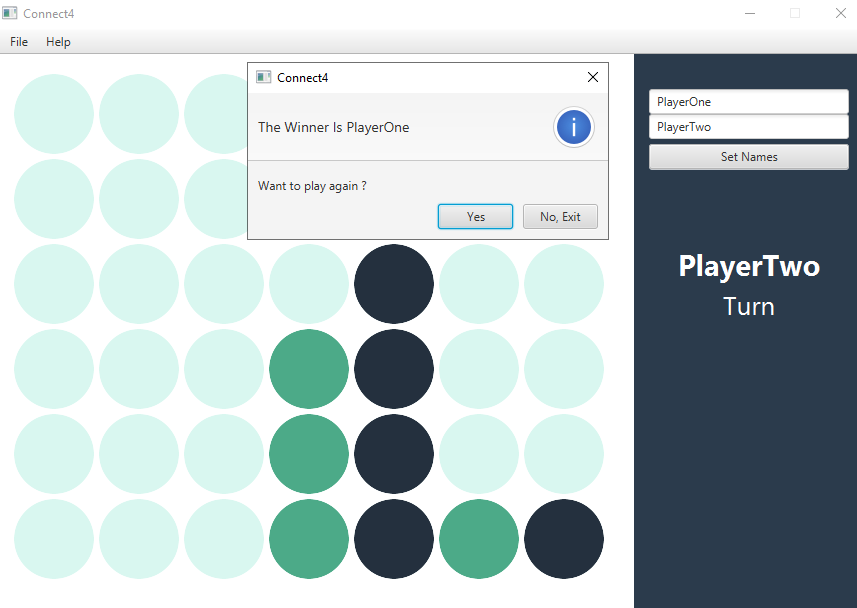 Connect4
File Help
Connect4
The Winner Is PlayerOne
i
Want to play again ?
Yes
No, Exit
PlayerOne
PlayerTwo
Set Names
PlayerTwo
Turn